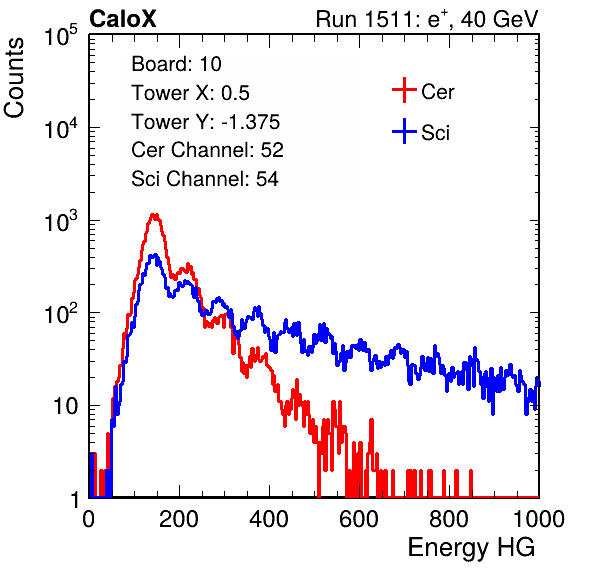 CaloX Run 1511: e⁺, 40 GeV
Board: 10
Tower X: 0.5
Tower Y: -1.375
Cer Channel: 52
Sci Channel: 54
Cer
Sci
Counts
10⁵
10⁴
10³
10²
10
1
0 200 400 600 800 1000
Energy HG